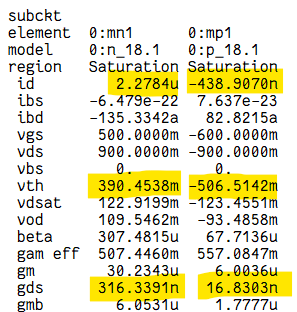 subckt
element 0:mn1 0:mp1
model 0:n_18.1 0:p_18.1
region Saturation Saturation
id 2.2784u -438.9070n
ibs -6.479e-22 7.637e-23
ibd -135.3342a 82.8215a
vgs 500.0000m -600.0000m
vds 900.0000m -900.0000m
vbs 0. 0.
vth 390.4538m -506.5142m
vdsat 122.9199m -123.4551m
vod 109.5462m -93.4858m
beta 307.4815u 67.7136u
gam eff 507.4460m 557.0847m
gm 30.2343u 6.0036u
gds 316.3391n 16.8303n
gmb 6.0531u 1.7777u